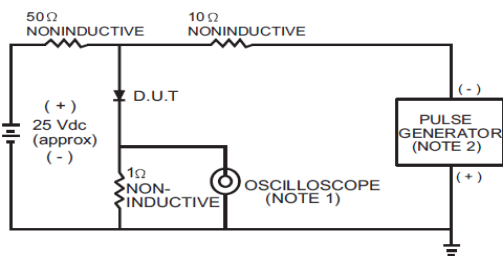 50Ω
NONINDUCTIVE
10Ω
NONINDUCTIVE
(+)
25 Vdc
(approx)
(-)
D.U.T
(-)
PULSE
GENERATOR
(NOTE 2)
(+)
1Ω
NON-
INDUCTIVE
OSCILLOSCOPE
(NOTE 1)